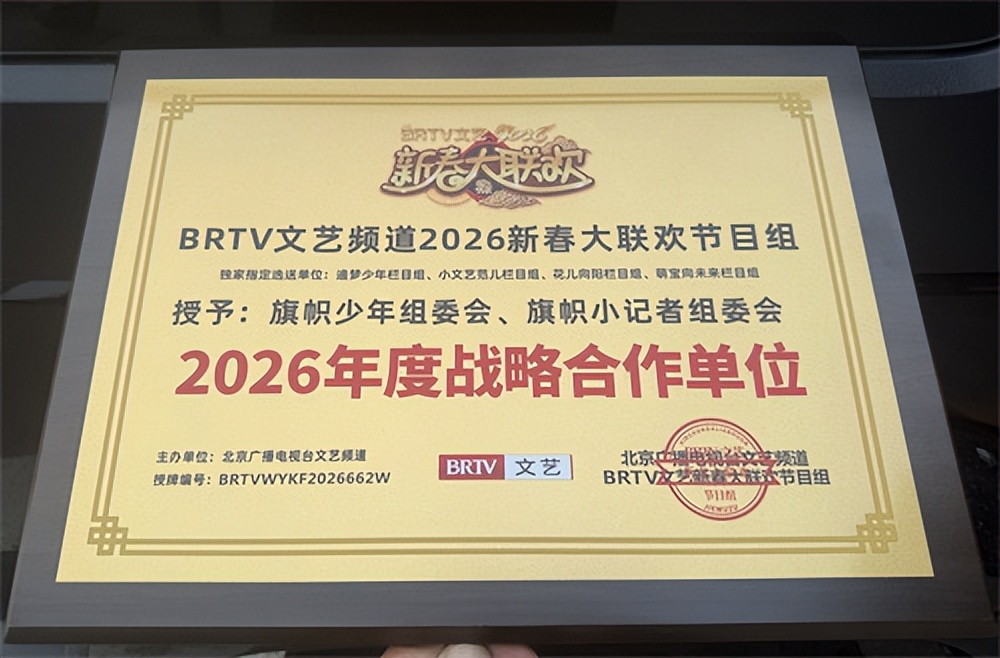 BRTV文艺 2026
新春大联欢
BRTV文艺频道2026新春大联欢节目组
独家指定选送单位：追梦少年栏目组、小文艺范儿栏目组、花儿向阳栏目组、萌宝向未来栏目组
授予：旗帜少年组委会、旗帜小记者组委会
2026年度战略合作单位
主办单位：北京广播电视台文艺频道
授牌编号：BRTVWYKF2026662W
BRTV 文艺
北京广播电视台文艺频道
BRTV文艺新春大联欢节目组
节目组